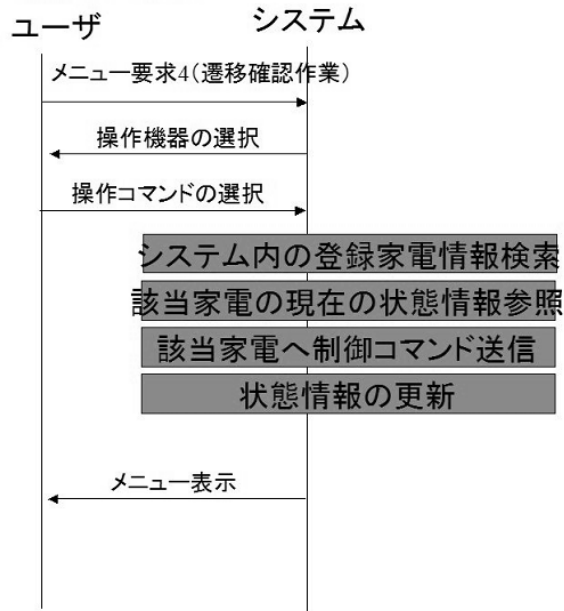 ユーザ
システム
メニュー要求4(遷移確認作業)
操作機器の選択
操作コマンドの選択
システム内の登録家電情報検索
該当家電の現在の状態情報参照
該当家電へ制御コマンド送信
状態情報の更新
メニュー表示